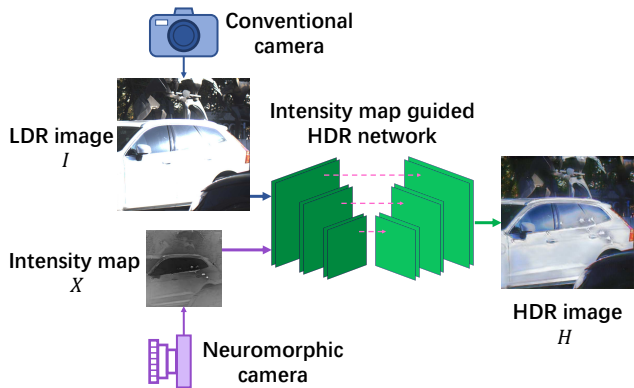 Conventional
camera
LDR image
I
Intensity map guided
HDR network
Intensity map
X
HDR image
H
Neuromorphic
camera